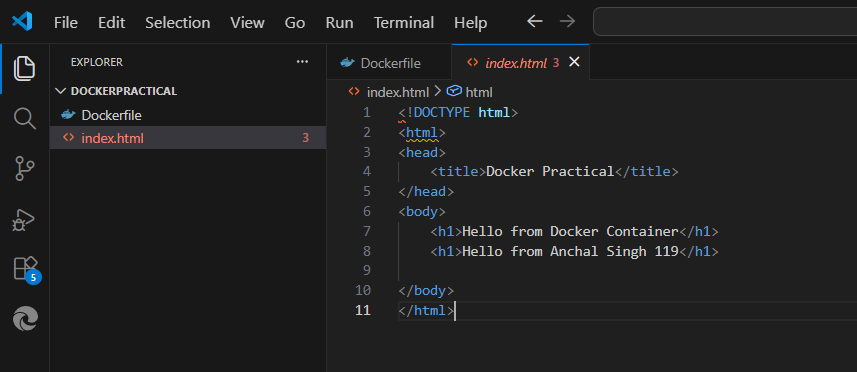 File Edit Selection View Go Run Terminal Help
EXPLORER ···
DOCKERPRACTICAL
Dockerfile
index.html 3
5
Dockerfile index.html 3
index.html > html
1 <!DOCTYPE html>
2 <html>
3 <head>
4 <title>Docker Practical</title>
5 </head>
6 <body>
7 <h1>Hello from Docker Container</h1>
8 <h1>Hello from Anchal Singh 119</h1>
9
10 </body>
11 </html>